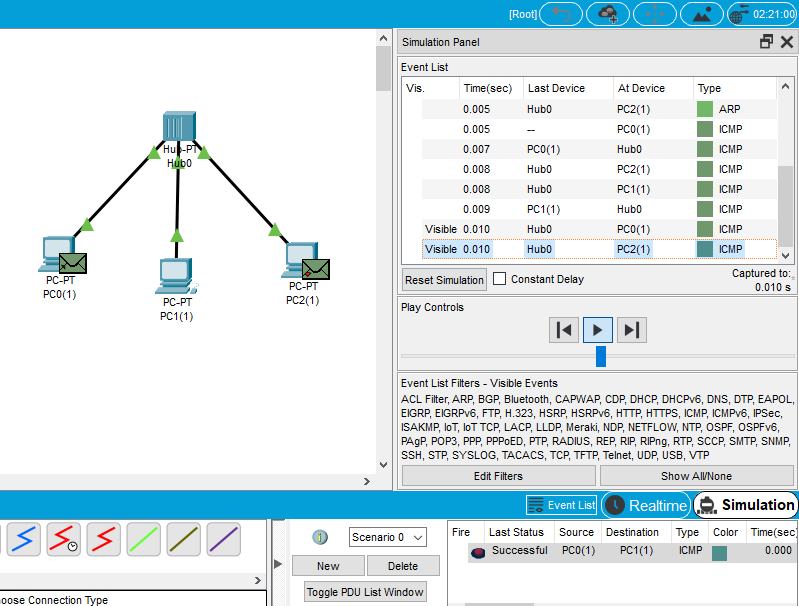 [Root]
02:21:00
Simulation Panel
Event List
Vis. Time(sec) Last Device At Device Type
0.005 Hub0 PC2(1) ARP
0.005 -- PC0(1) ICMP
0.007 PC0(1) Hub0 ICMP
0.008 Hub0 PC2(1) ICMP
0.008 Hub0 PC1(1) ICMP
0.009 PC1(1) Hub0 ICMP
Visible 0.010 Hub0 PC0(1) ICMP
Visible 0.010 Hub0 PC2(1) ICMP
Reset Simulation Constant Delay Captured to:
0.010 s
Hub-PT
Hub0
PC-PT
PC0(1)
PC-PT
PC1(1)
PC-PT
PC2(1)
Play Controls
Event List Filters - Visible Events
ACL Filter, ARP, BGP, Bluetooth, CAPWAP, CDP, DHCP, DHCPv6, DNS, DTP, EAPOL,
EIGRP, EIGRPv6, FTP, H.323, HSRP, HSRPv6, HTTP, HTTPS, ICMP, ICMPv6, IPSec,
ISAKMP, IoT, IoT TCP, LACP, LLDP, Meraki, NDP, NETFLOW, NTP, OSPF, OSPFv6,
PAgP, POP3, PPP, PPPoED, PTP, RADIUS, REP, RIP, RIPng, RTP, SCCP, SMTP, SNMP,
SSH, STP, SYSLOG, TACACS, TCP, TFTP, Telnet, UDP, USB, VTP
Edit Filters Show All/None
Event List Realtime Simulation
Scenario 0
New Delete
Toggle PDU List Window
Fire Last Status Source Destination Type Color Time(sec
Successful PC0(1) PC1(1) ICMP 0.000
oose Connection Type